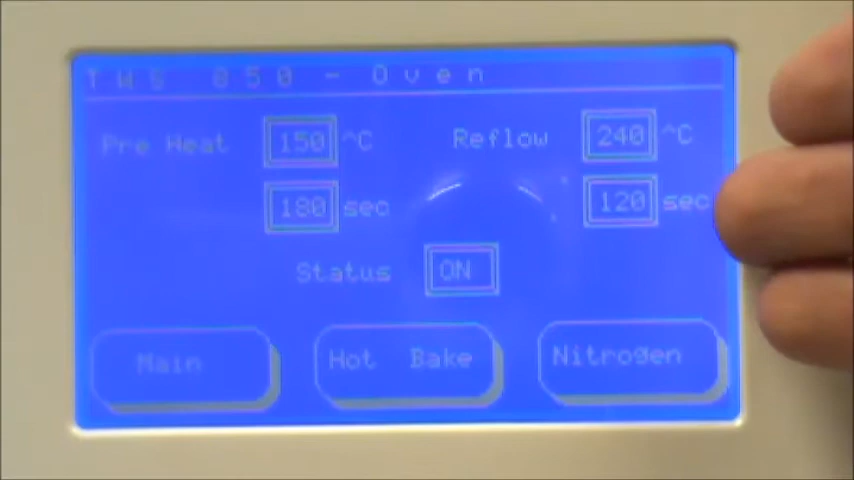 TWS 850 - Oven
Pre Heat 150 ^C Reflow 240 ^C
180 sec 120 sec
Status ON
Main Hot Bake Nitrogen